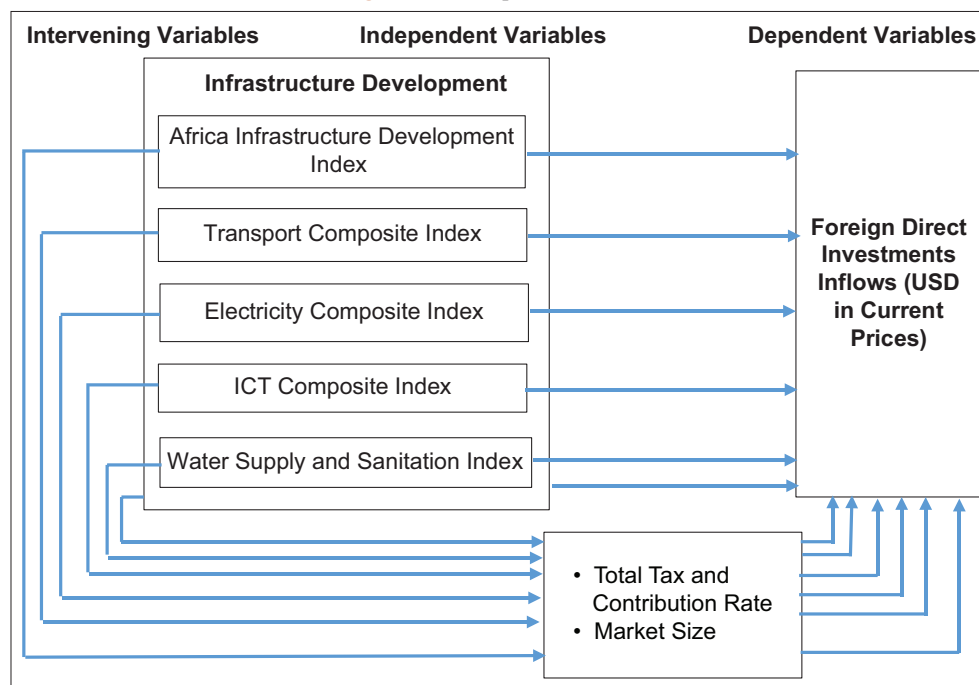 Intervening Variables
Independent Variables
Dependent Variables
Infrastructure Development
Africa Infrastructure Development
Index
Transport Composite Index
Electricity Composite Index
ICT Composite Index
Water Supply and Sanitation Index
Foreign Direct
Investments
Inflows (USD
in Current
Prices)
• Total Tax and
Contribution Rate
• Market Size